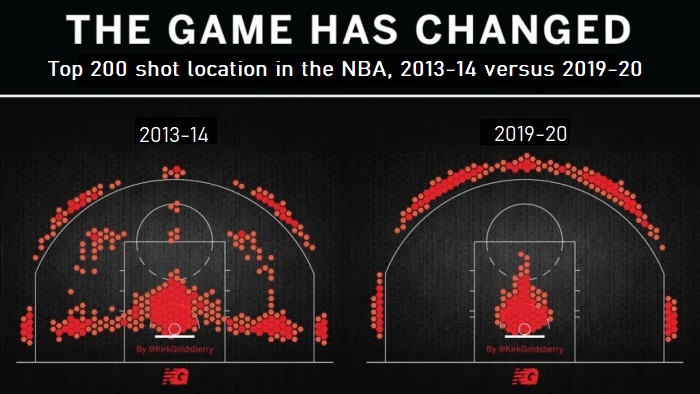 THE GAME HAS CHANGED
Top 200 shot location in the NBA, 2013-14 versus 2019-20
2013-14
2019-20
By @KirkGoldsberry
By @KirkGoldsberry
G
G